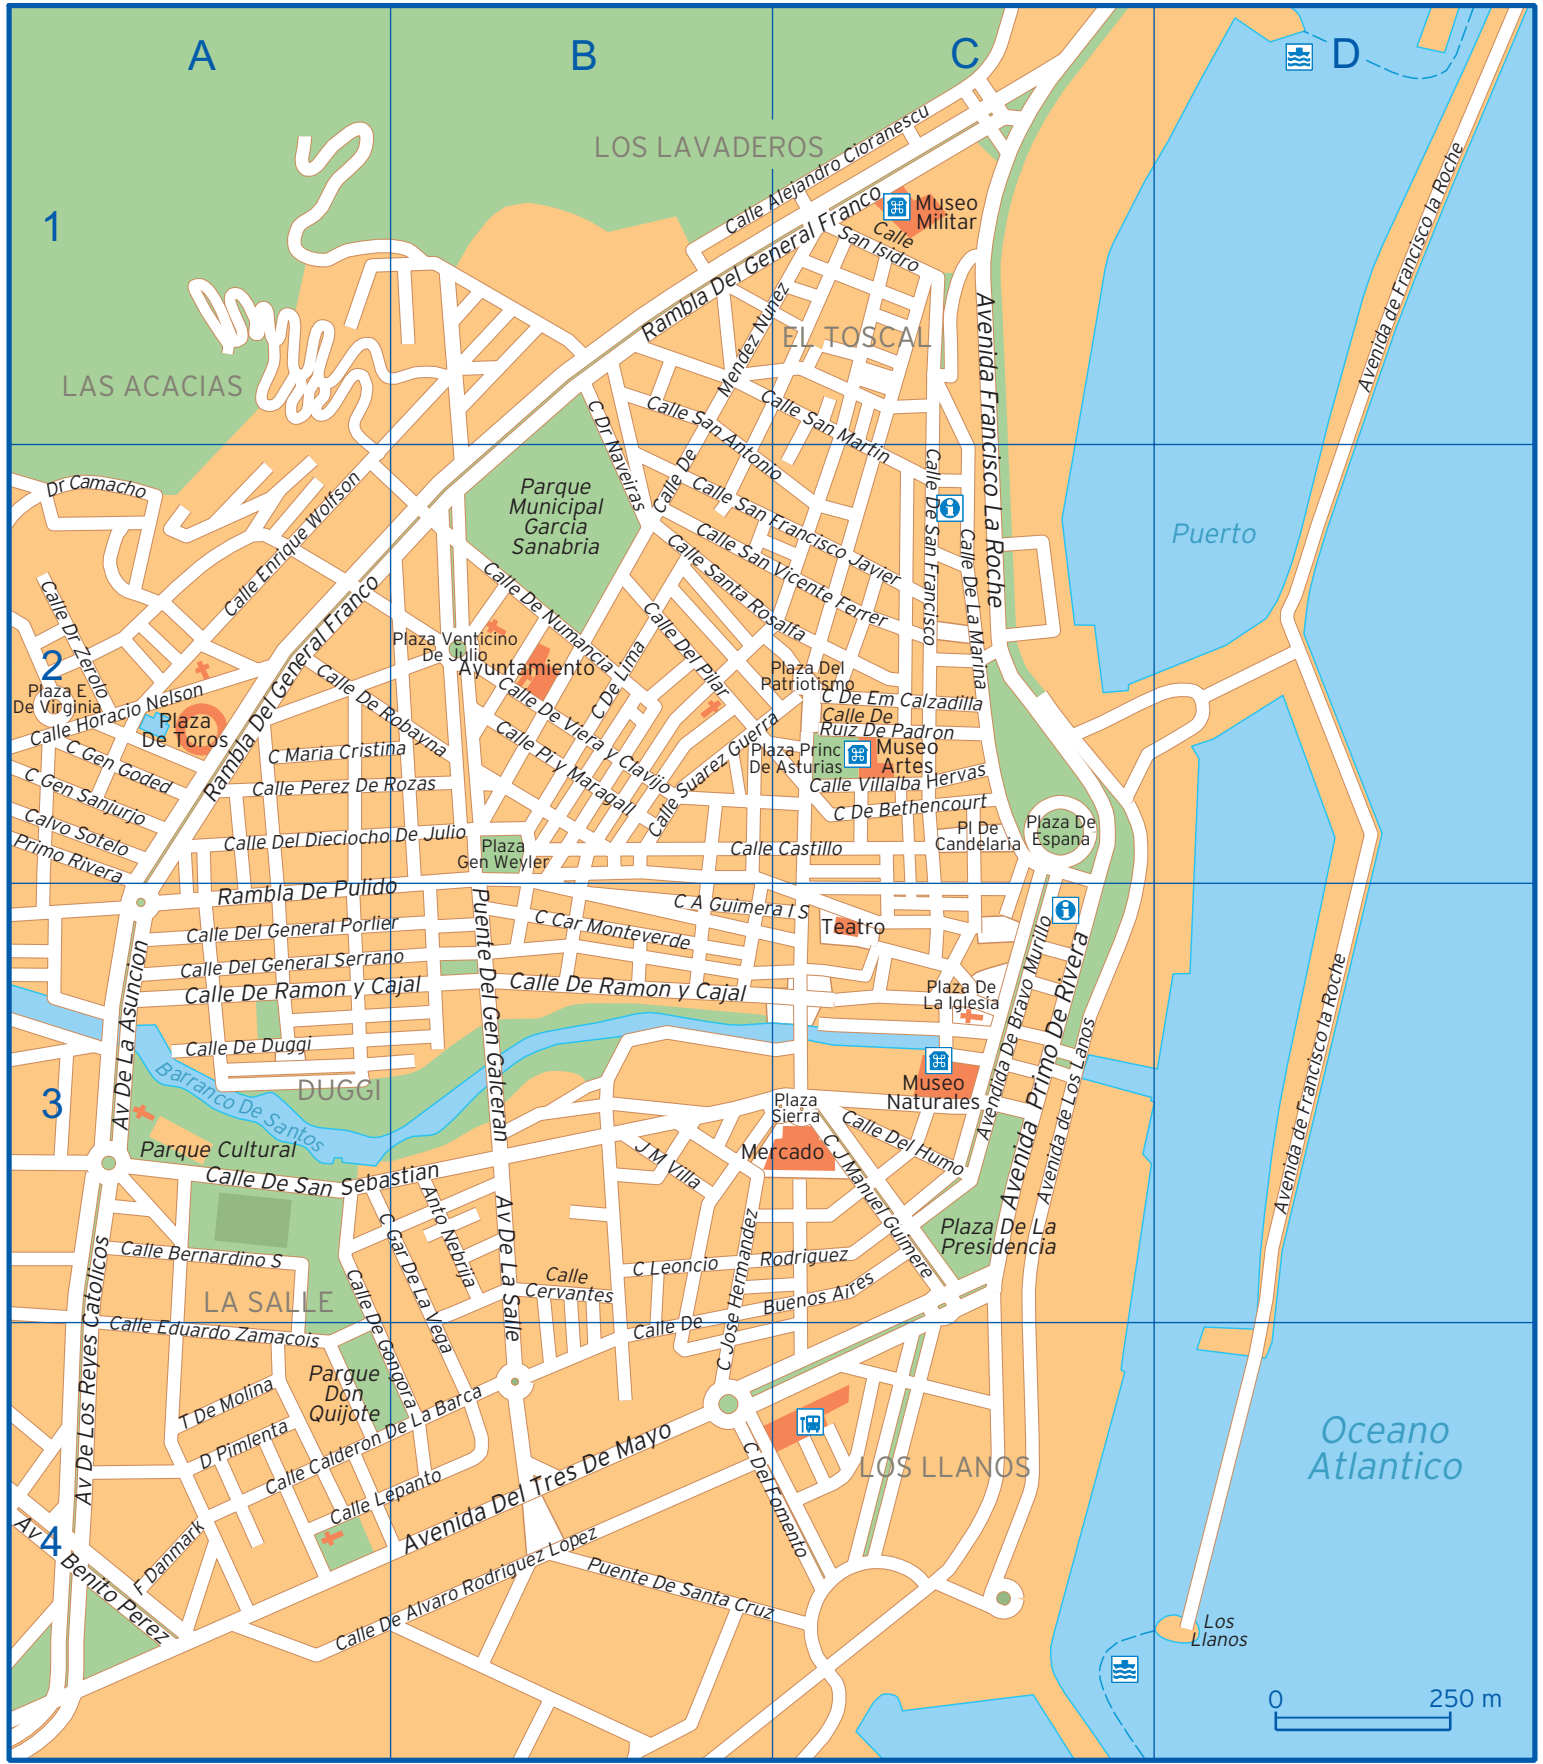 A
B
C
D
1
2
3
4
LOS LAVADEROS
Calle Alejandro Cioranescu
Museo
Militar
Calle
San Isidro
Rambla Del General Franco
Mendez Nunez
EL TOSCAL
LAS ACACIAS
Avenida Francisco La Roche
Avenida de Francisco la Roche
C Dr Naveiras
Calle San Antonio
Calle San Martin
Calle De
Dr Camacho
Parque
Municipal
Garcia
Sanabria
Calle San Francisco Javier
Calle De San Francisco
Calle De La Marina
Puerto
Calle Enrique Wolfson
Calle San Vicente Ferrer
Calle Santa Rosalfa
Calle De Numancia
Calle Dr Zerolo
Rambla Del General Franco
Plaza Venticino
De Julio
Ayuntamiento
Calle Del Pilar
C De Lima
Plaza Del
Patriotismo
C De Em Calzadilla
Calle De
Ruiz De Padron
Plaza E
De Virginia
Calle Horacio Nelson
Plaza
De Toros
Calle De Robayna
Calle De Viera y Clavijo
Calle Pi y Maragall
Calle Suarez Guerra
Plaza Princ
De Asturias
Museo
Artes
Calle VIllalba Hervas
C De Bethencourt
C Gen Goded
C Gen Sanjurjo
Calvo Sotelo
Primo Rivera
C Maria Cristina
Calle Perez De Rozas
Calle Del Dieciocho De Julio
Plaza
Gen Weyler
Calle Castillo
Pl De
Candelaria
Plaza De
Espana
Rambla De Pulido
C A Guimera I S
C Car Monteverde
Teatro
Calle Del General Porlier
Calle Del General Serrano
Calle De Ramon y Cajal
Calle De Ramon y Cajal
Puente Del Gen Galceran
Plaza De
La Iglesia
Avendida De Bravo Murillo
Avenida Primo De Rivera
Avenida de Los Lanos
Avenida de Francisco la Roche
Av De La Asuncion
Calle De Duggi
DUGGI
Barranco De Santos
Museo
Naturales
Plaza
Sierra
Mercado
Calle Del Humo
C J Manuel Guimere
J M Villa
Parque Cultural
Calle De San Sebastian
Anto Nebrija
C Gar De La Vega
Av De La Salle
Plaza De La
Presidencia
Calle Bernardino S
LA SALLE
Calle De Gongora
Calle
Cervantes
C Leoncio
Rodriguez
C Jose Hermandez
Calle De
Buenos Aires
Calle Eduardo Zamacois
Av De Los Reyes Catolicos
Pargue
Don
Quijote
T De Molina
D Pimlenta
Calle Calderon De La Barca
Calle Lepanto
Avenida Del Tres De Mayo
C Del Fomento
LOS LLANOS
Oceano
Atlantico
Av Benito Perez
F Danmark
Calle De Alvaro Rodriguez Lopez
Puente De Santa Cruz
Los
Llanos
0
250 m